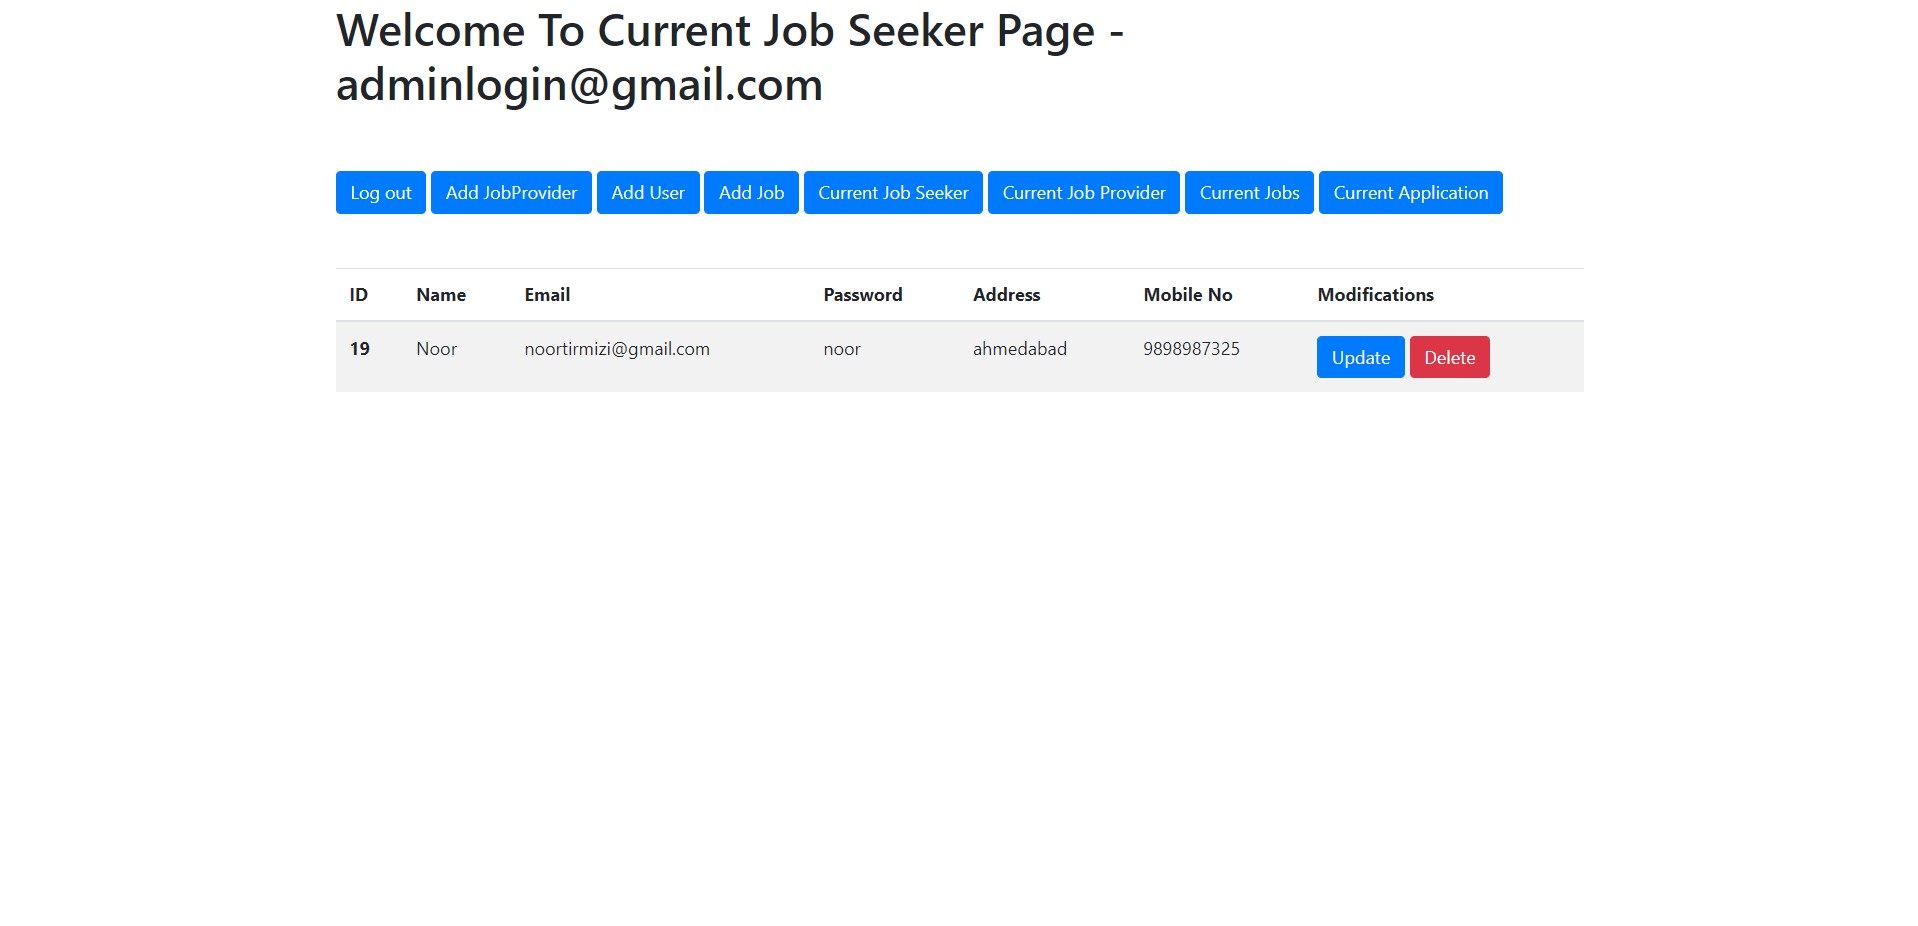 Welcome To Current Job Seeker Page -
adminlogin@gmail.com
Log out Add JobProvider Add User Add Job Current Job Seeker Current Job Provider Current Jobs Current Application
ID Name Email Password Address Mobile No Modifications
19 Noor noortirmizi@gmail.com noor ahmedabad 9898987325 Update Delete